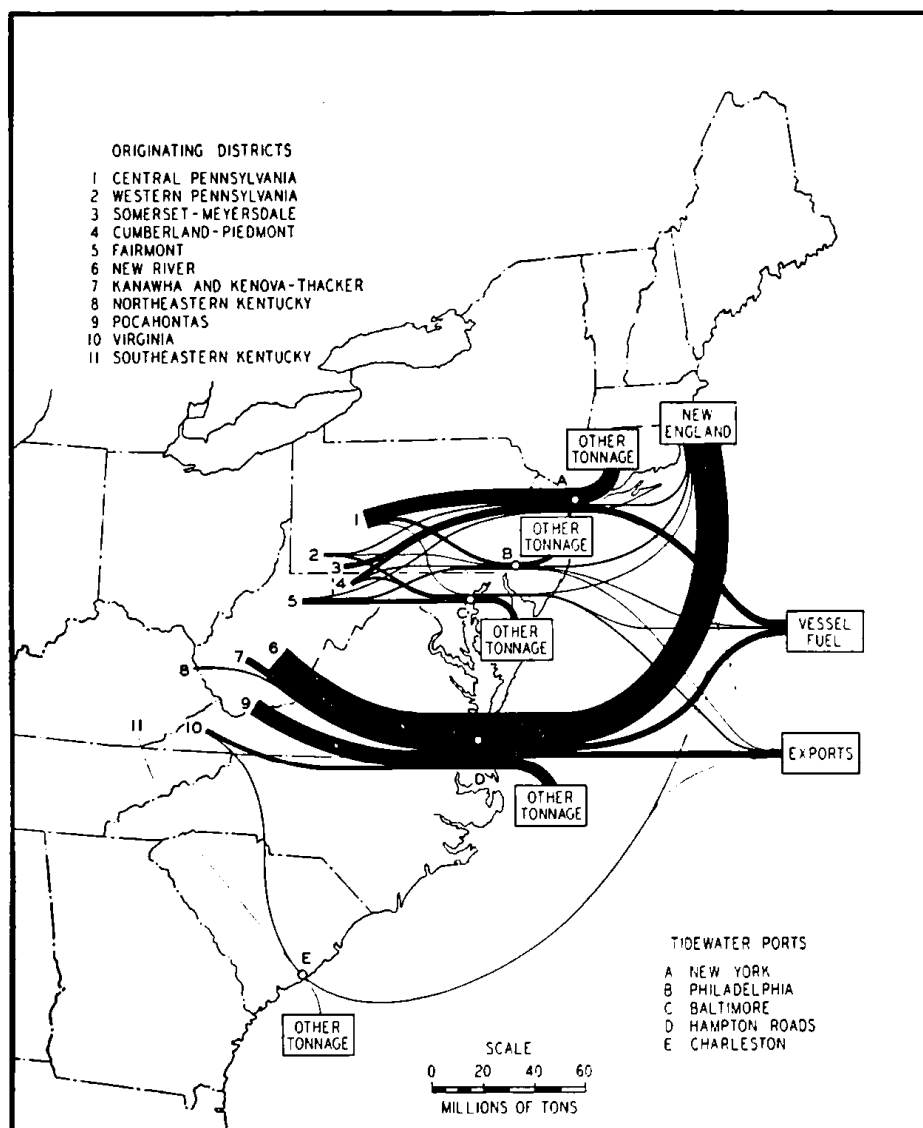 ORIGINATING DISTRICTS
1 CENTRAL PENNSYLVANIA
2 WESTERN PENNSYLVANIA
3 SOMERSET-MEYERSDALE
4 CUMBERLAND-PIEDMONT
5 FAIRMONT
6 NEW RIVER
7 KANAWHA AND KENOVA-THACKER
8 NORTHEASTERN KENTUCKY
9 POCAHONTAS
10 VIRGINIA
11 SOUTHEASTERN KENTUCKY
NEW
ENGLAND
OTHER
TONNAGE
A
1
OTHER
TONNAGE
2
B
3
4
5
C
OTHER
TONNAGE
VESSEL
FUEL
6
7
8
9
10
11
EXPORTS
D
OTHER
TONNAGE
E
OTHER
TONNAGE
TIDEWATER PORTS
A NEW YORK
B PHILADELPHIA
C BALTIMORE
D HAMPTON ROADS
E CHARLESTON
SCALE
0 20 40 60
MILLIONS OF TONS